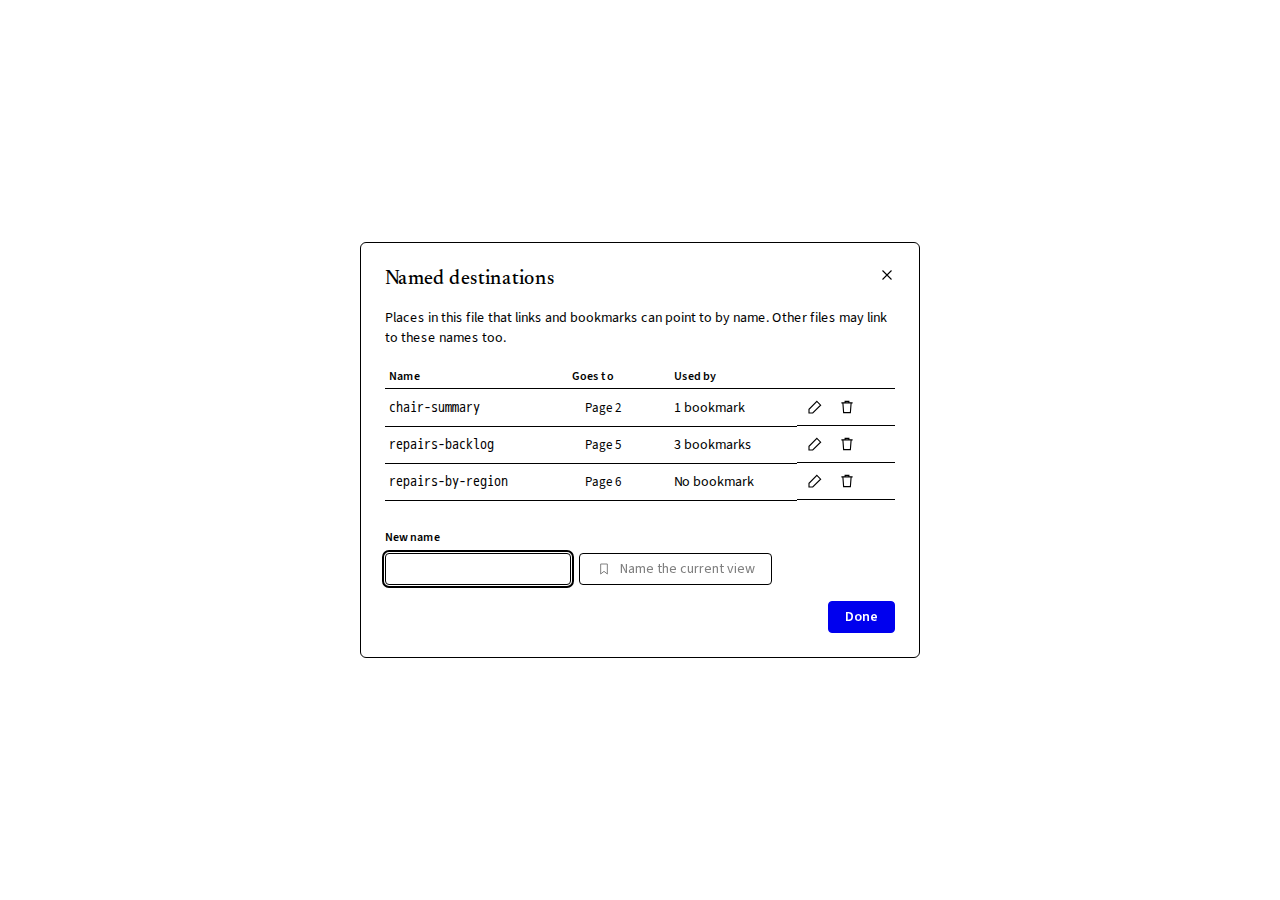 Named destinations
Places in this file that links and bookmarks can point to by name. Other files may link
to these names too.
Name Goes to Used by
chair-summary Page 2 1 bookmark
repairs-backlog Page 5 3 bookmarks
repairs-by-region Page 6 No bookmark
New name
Name the current view
Done